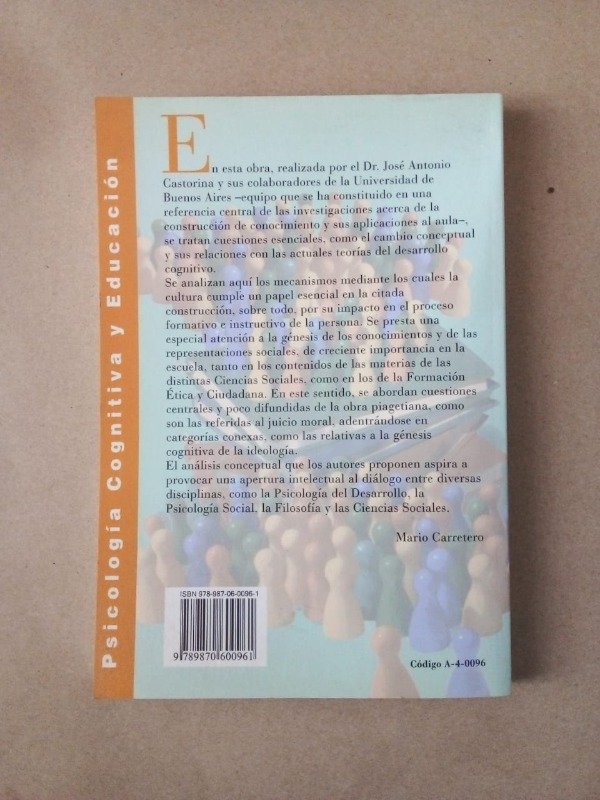 Psicología Cognitiva y Educación
En esta obra, realizada por el Dr. José Antonio
Castorina y sus colaboradores de la Universidad de
Buenos Aires –equipo que se ha constituido en una
referencia central de las investigaciones acerca de la
construcción de conocimiento y sus aplicaciones al aula–,
se tratan cuestiones esenciales, como el cambio conceptual
y sus relaciones con las actuales teorías del desarrollo
cognitivo.
Se analizan aquí los mecanismos mediante los cuales la
cultura cumple un papel esencial en la citada
construcción, sobre todo, por su impacto en el proceso
formativo e instructivo de la persona. Se presta una
especial atención a la génesis de los conocimientos y de las
representaciones sociales, de creciente importancia en la
escuela, tanto en los contenidos de las materias de las
distintas Ciencias Sociales, como en los de la Formación
Ética y Ciudadana. En este sentido, se abordan cuestiones
centrales y poco difundidas de la obra piagetiana, como
son las referidas al juicio moral, adentrándose en
categorías conexas, como las relativas a la génesis
cognitiva de la ideología.
El análisis conceptual que los autores proponen aspira a
provocar una apertura intelectual al diálogo entre diversas
disciplinas, como la Psicología del Desarrollo, la
Psicología Social, la Filosofía y las Ciencias Sociales.
Mario Carretero
ISBN 978-987-06-0096-1
9 789870 600961
Código A-4-0096